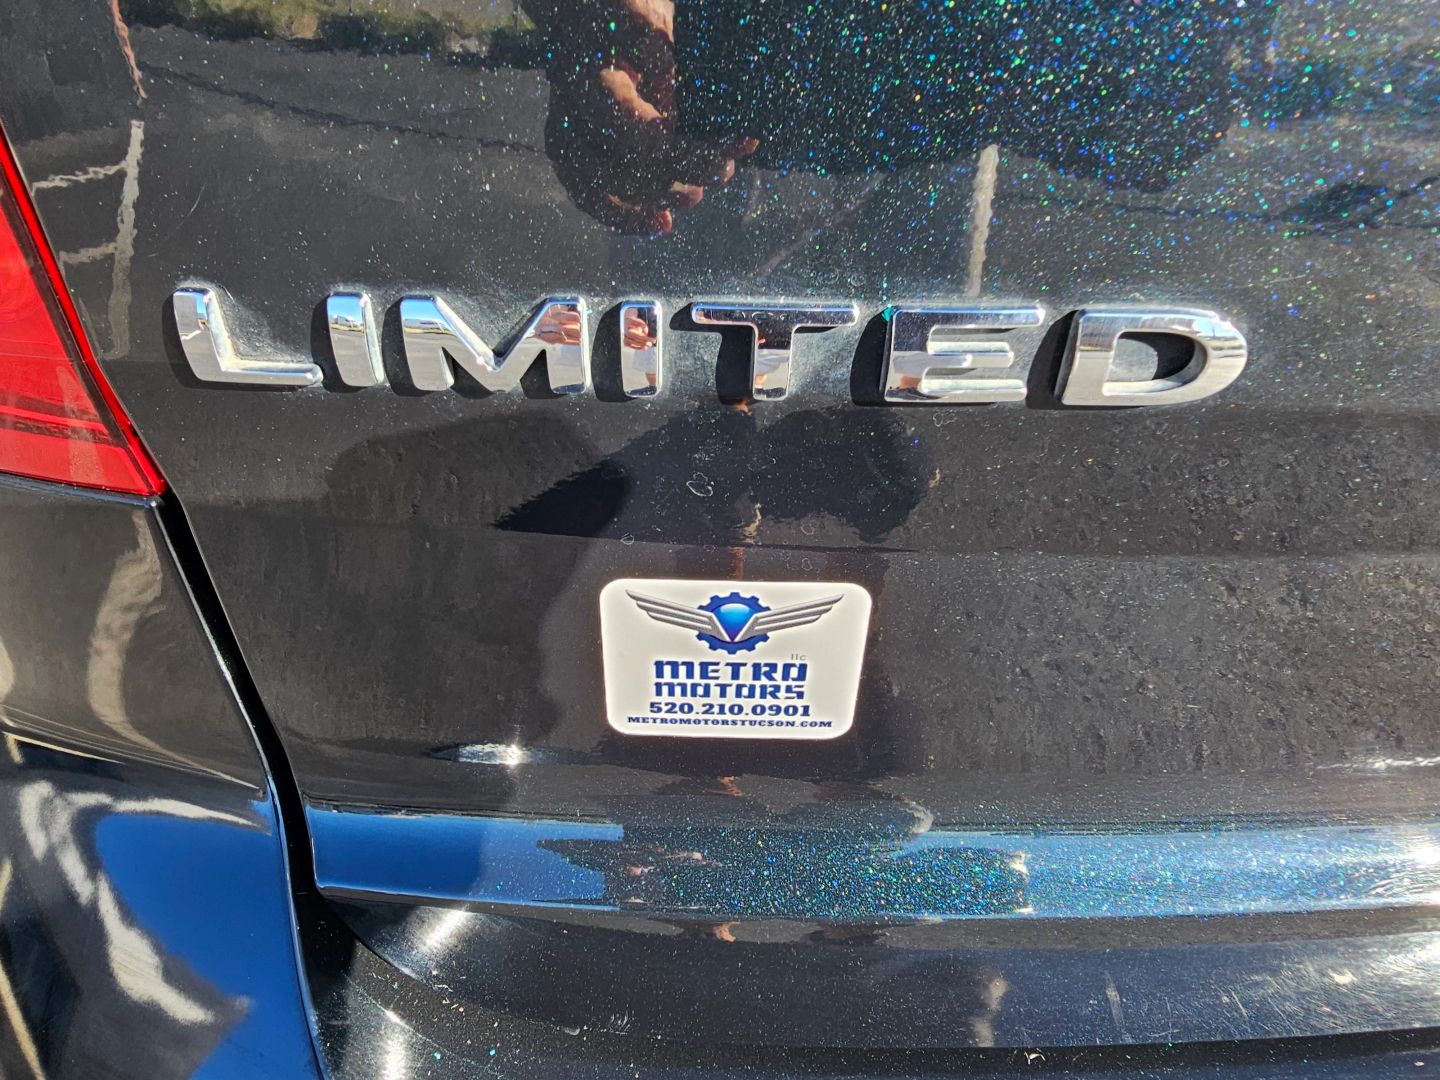 LIMITED
llc
METRO
MOTORS
520.210.0901
METROMOTORSTUCSON.COM